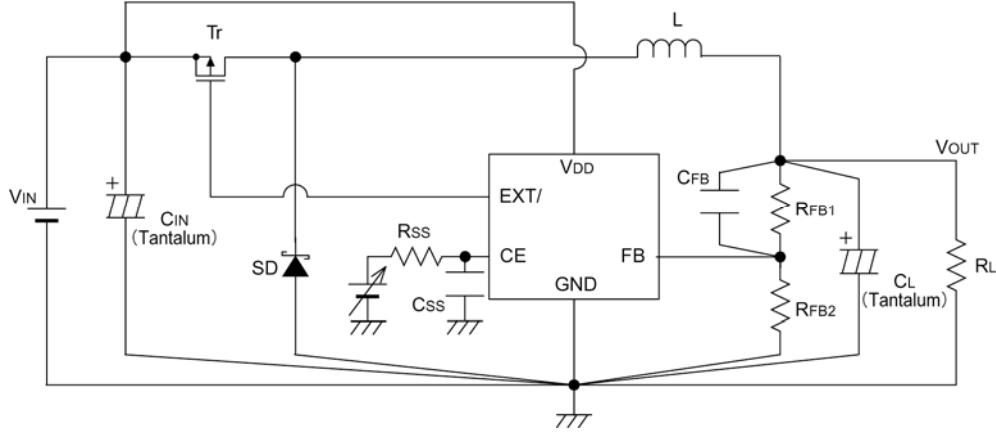 Tr
L
VDD
EXT/
CE
FB
GND
VIN
+
CIN
(Tantalum)
SD
RSS
CSS
CFB
RFB1
RFB2
VOUT
+
CL
(Tantalum)
RL